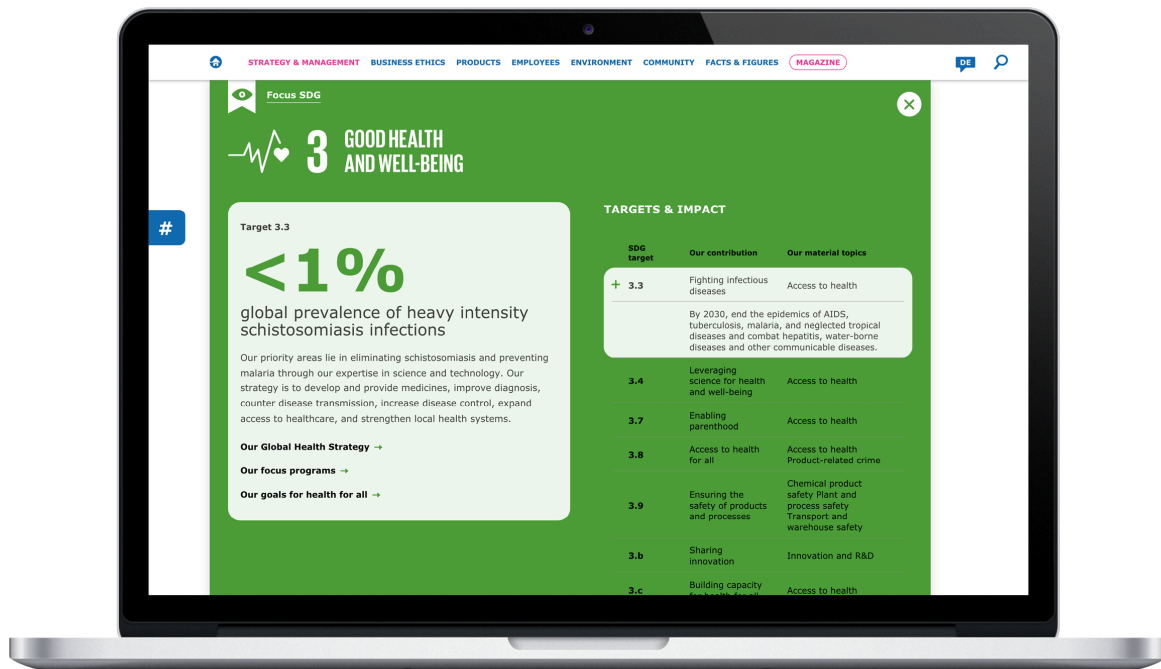 STRATEGY & MANAGEMENT BUSINESS ETHICS PRODUCTS EMPLOYEES ENVIRONMENT COMMUNITY FACTS & FIGURES MAGAZINE DE
Focus SDG
3 GOOD HEALTH
AND WELL-BEING
#
Target 3.3
<1%
global prevalence of heavy intensity
schistosomiasis infections
Our priority areas lie in eliminating schistosomiasis and preventing
malaria through our expertise in science and technology. Our
strategy is to develop and provide medicines, improve diagnosis,
counter disease transmission, increase disease control, expand
access to healthcare, and strengthen local health systems.
Our Global Health Strategy →
Our focus programs →
Our goals for health for all →
TARGETS & IMPACT
SDG
target
Our contribution
Our material topics
+ 3.3
Fighting infectious
diseases
Access to health
By 2030, end the epidemics of AIDS,
tuberculosis, malaria, and neglected tropical
diseases and combat hepatitis, water-borne
diseases and other communicable diseases.
3.4
Leveraging
science for health
and well-being
Access to health
3.7
Enabling
parenthood
Access to health
3.8
Access to health
for all
Access to health
Product-related crime
3.9
Ensuring the
safety of products
and processes
Chemical product
safety Plant and
process safety
Transport and
warehouse safety
3.b
Sharing
innovation
Innovation and R&D
3.c
Building capacity
for health for all
Access to health